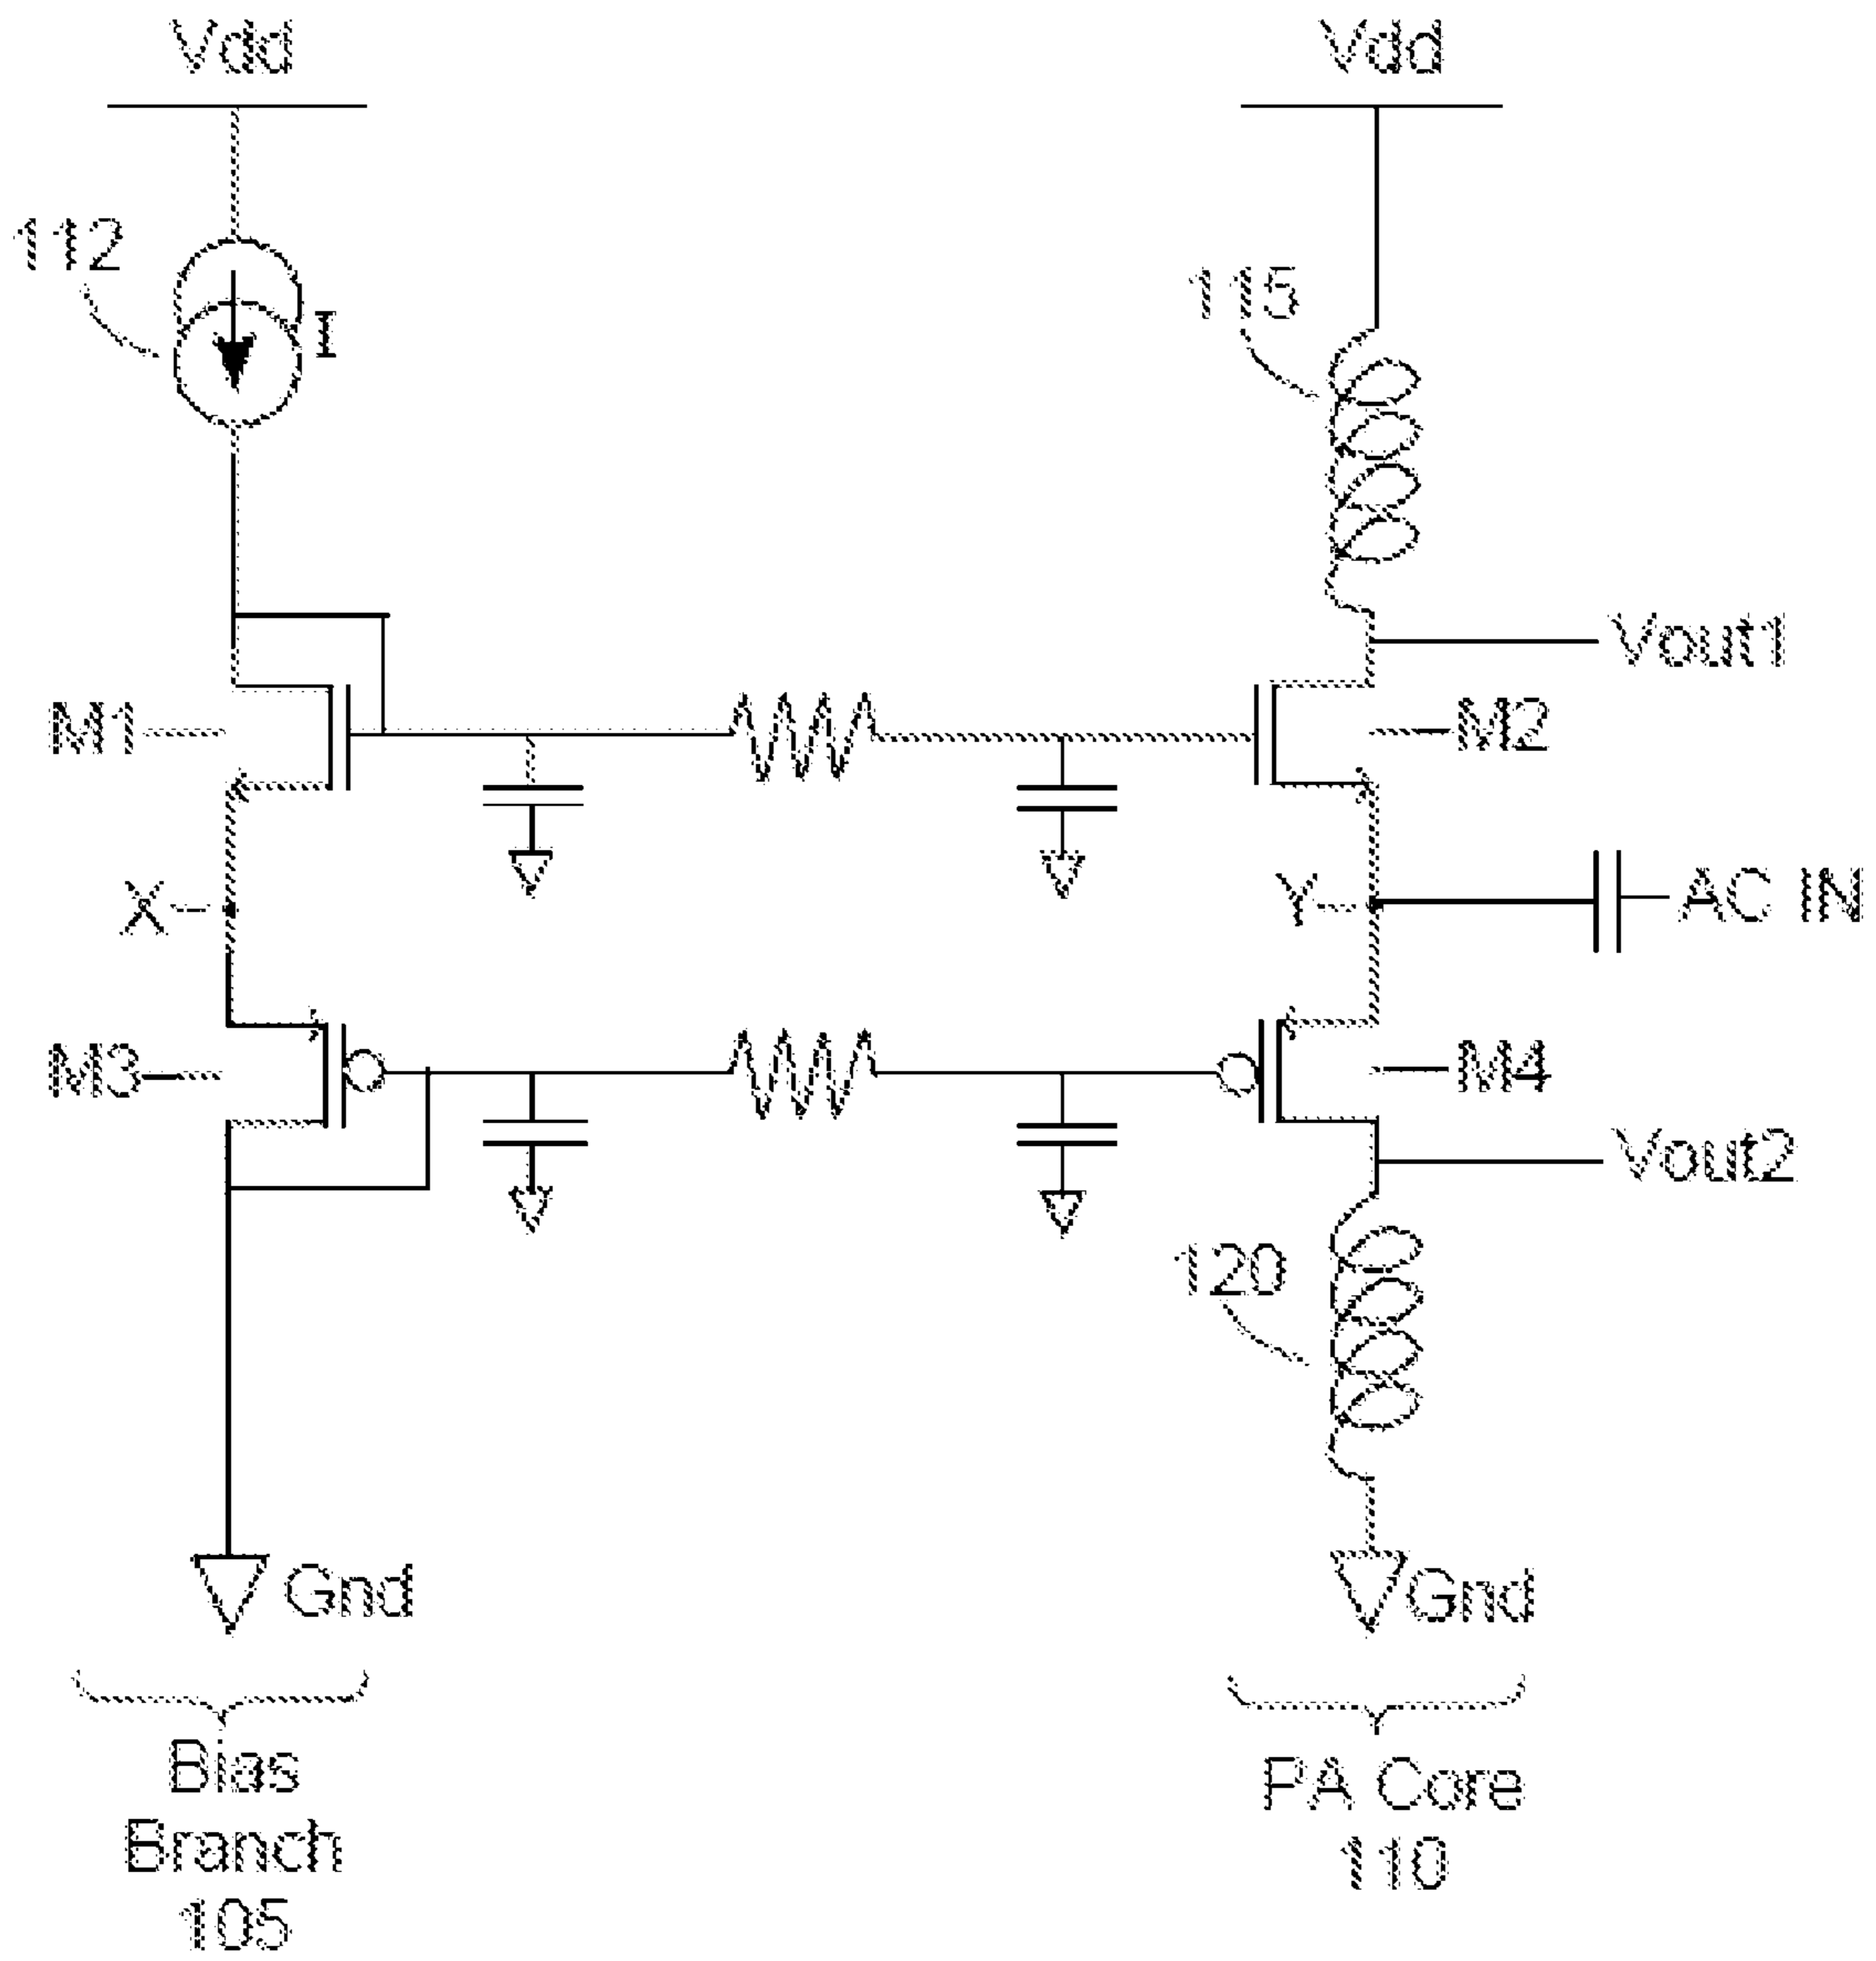 Vdd
Vdd
112
I
115
Vout1
M1
M2
X
Y
AC IN
M3
M4
Vout2
120
Gnd
Gnd
Bias
Branch
105
PA Core
110